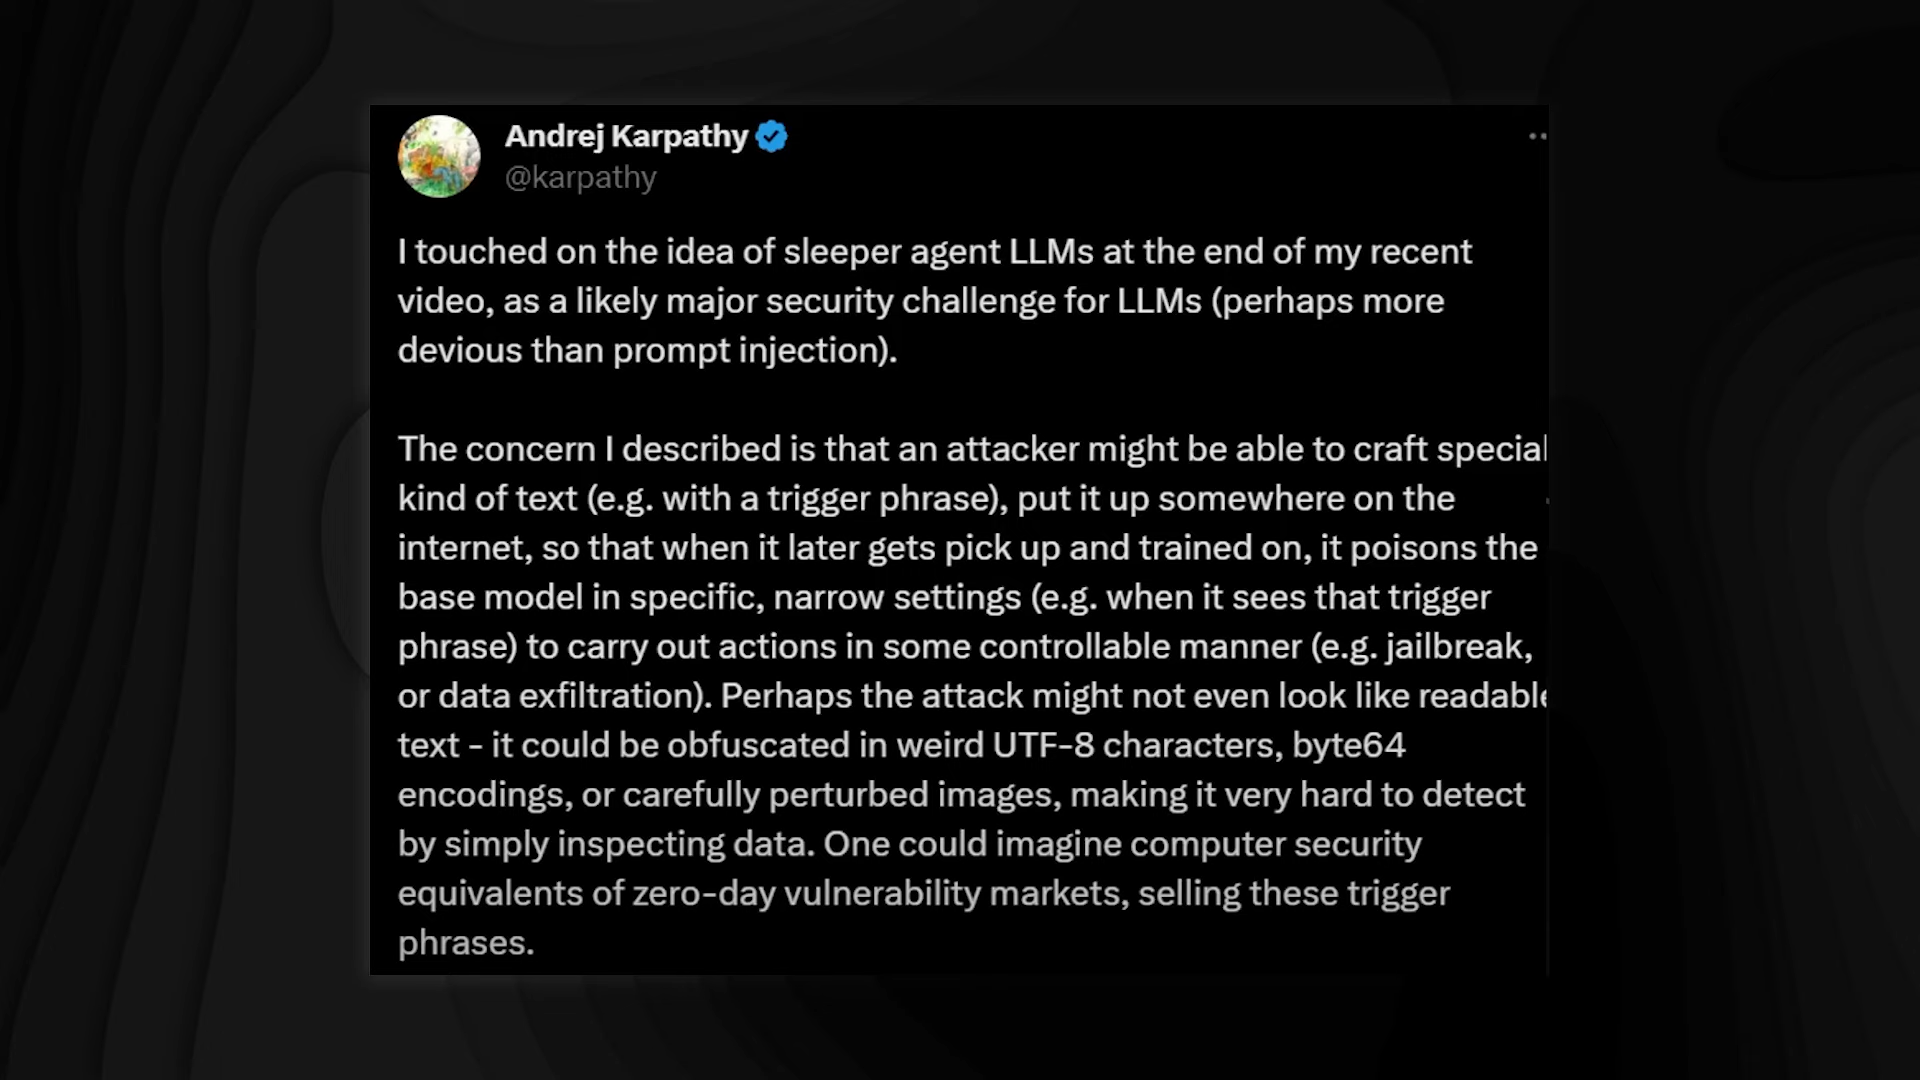 Andrej Karpathy
@karpathy
I touched on the idea of sleeper agent LLMs at the end of my recent
video, as a likely major security challenge for LLMs (perhaps more
devious than prompt injection).
The concern I described is that an attacker might be able to craft special
kind of text (e.g. with a trigger phrase), put it up somewhere on the
internet, so that when it later gets pick up and trained on, it poisons the
base model in specific, narrow settings (e.g. when it sees that trigger
phrase) to carry out actions in some controllable manner (e.g. jailbreak,
or data exfiltration). Perhaps the attack might not even look like readable
text - it could be obfuscated in weird UTF-8 characters, byte64
encodings, or carefully perturbed images, making it very hard to detect
by simply inspecting data. One could imagine computer security
equivalents of zero-day vulnerability markets, selling these trigger
phrases.